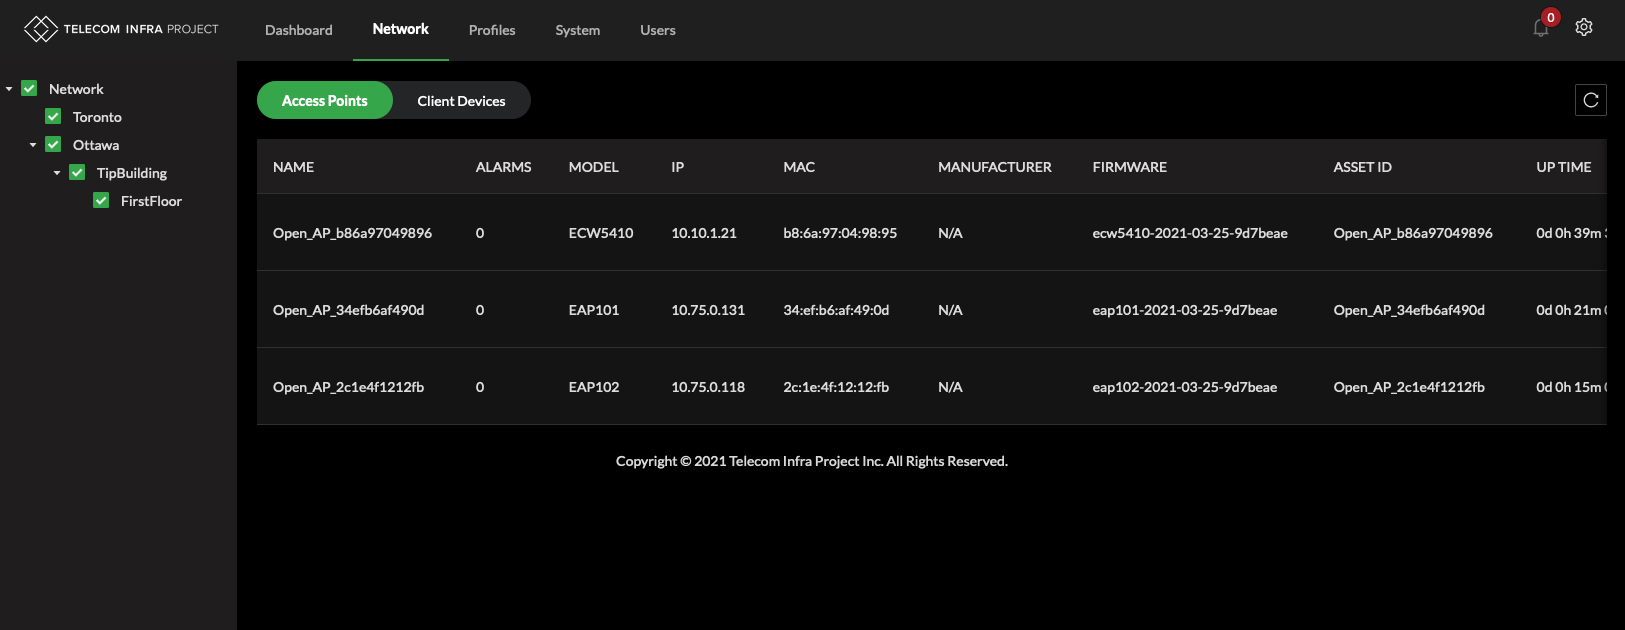 TELECOM INFRA PROJECT Dashboard Network Profiles System Users 0
Network
Toronto
Ottawa
TipBuilding
FirstFloor
Access Points Client Devices
NAME ALARMS MODEL IP MAC MANUFACTURER FIRMWARE ASSET ID UP TIME
Open_AP_b86a97049896 0 ECW5410 10.10.1.21 b8:6a:97:04:98:95 N/A ecw5410-2021-03-25-9d7beae Open_AP_b86a97049896 0d 0h 39m
Open_AP_34efb6af490d 0 EAP101 10.75.0.131 34:ef:b6:af:49:0d N/A eap101-2021-03-25-9d7beae Open_AP_34efb6af490d 0d 0h 21m
Open_AP_2c1e4f1212fb 0 EAP102 10.75.0.118 2c:1e:4f:12:12:fb N/A eap102-2021-03-25-9d7beae Open_AP_2c1e4f1212fb 0d 0h 15m
Copyright © 2021 Telecom Infra Project Inc. All Rights Reserved.